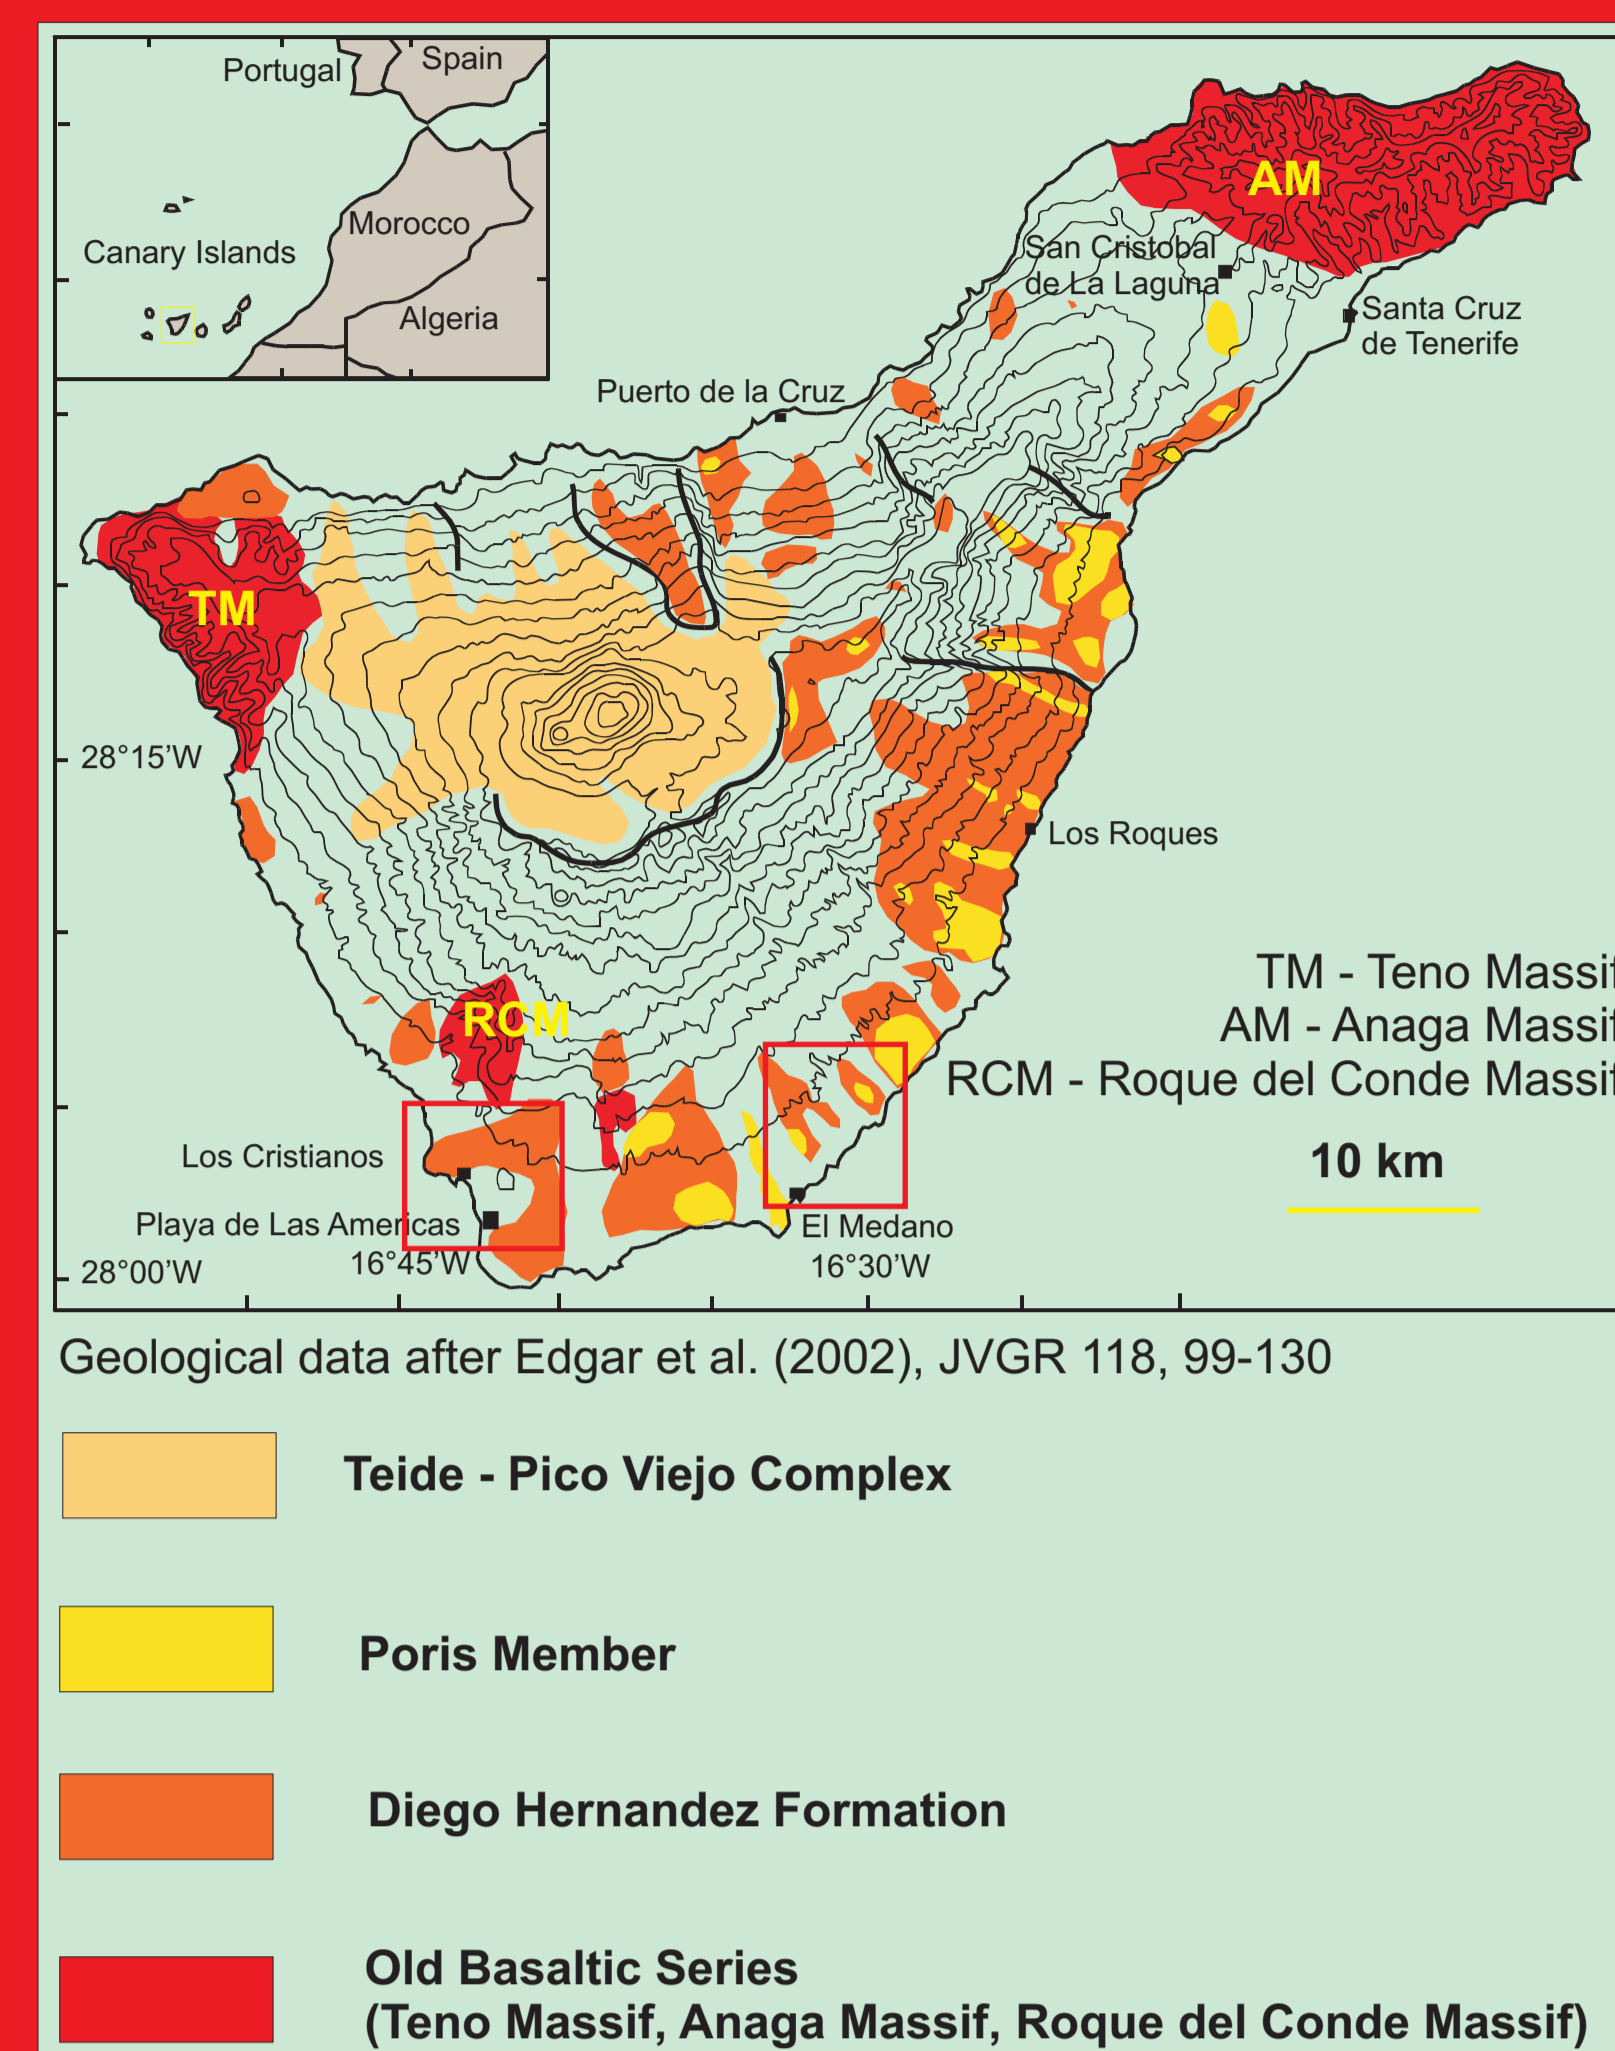 Portugal
Spain
Morocco
Canary Islands
Algeria
AM
San Cristobal
de La Laguna
Santa Cruz
de Tenerife
Puerto de la Cruz
TM
28°15'W
Los Roques
TM - Teno Massif
AM - Anaga Massif
RCM
RCM - Roque del Conde Massif
Los Cristianos
10 km
Playa de Las Americas
El Medano
28°00'W
16°45'W
16°30'W
Geological data after Edgar et al. (2002), JVGR 118, 99-130
Teide - Pico Viejo Complex
Poris Member
Diego Hernandez Formation
Old Basaltic Series
(Teno Massif, Anaga Massif, Roque del Conde Massif)